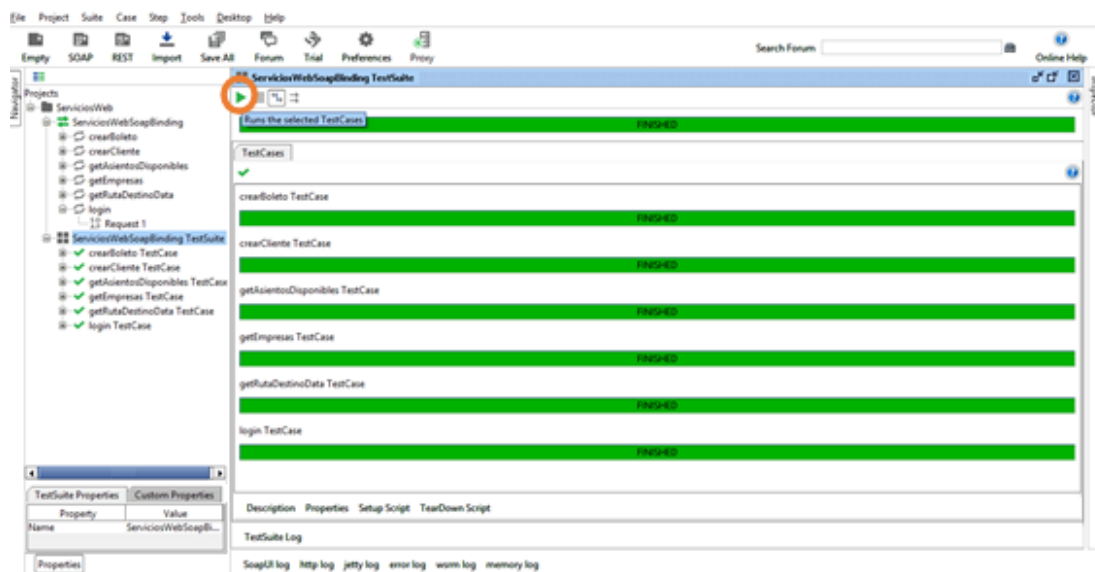 File Project Suite Case Step Tools Desktop Help
Empty SOAP REST Import Save All Forum Trial Preferences Proxy
Search Forum
Online Help
Navigator
Projects
ServiciosWeb
ServiciosWebSoapBinding
crearBoleto
crearCliente
getAsientosDisponibles
getEmpresas
getRutaDestinoData
login
Request 1
ServiciosWebSoapBinding TestSuite
crearBoleto TestCase
crearCliente TestCase
getAsientosDisponibles TestCase
getEmpresas TestCase
getRutaDestinoData TestCase
login TestCase
TestSuite Properties Custom Properties
Property Value
Name ServiciosWebSoapBi...
Properties
ServiciosWebSoapBinding TestSuite
Runs the selected TestCases
FINISHED
TestCases
crearBoleto TestCase
FINISHED
crearCliente TestCase
FINISHED
getAsientosDisponibles TestCase
FINISHED
getEmpresas TestCase
FINISHED
getRutaDestinoData TestCase
FINISHED
login TestCase
FINISHED
Description Properties Setup Script TearDown Script
TestSuite Log
SoapUI log http log jetty log error log wsrm log memory log